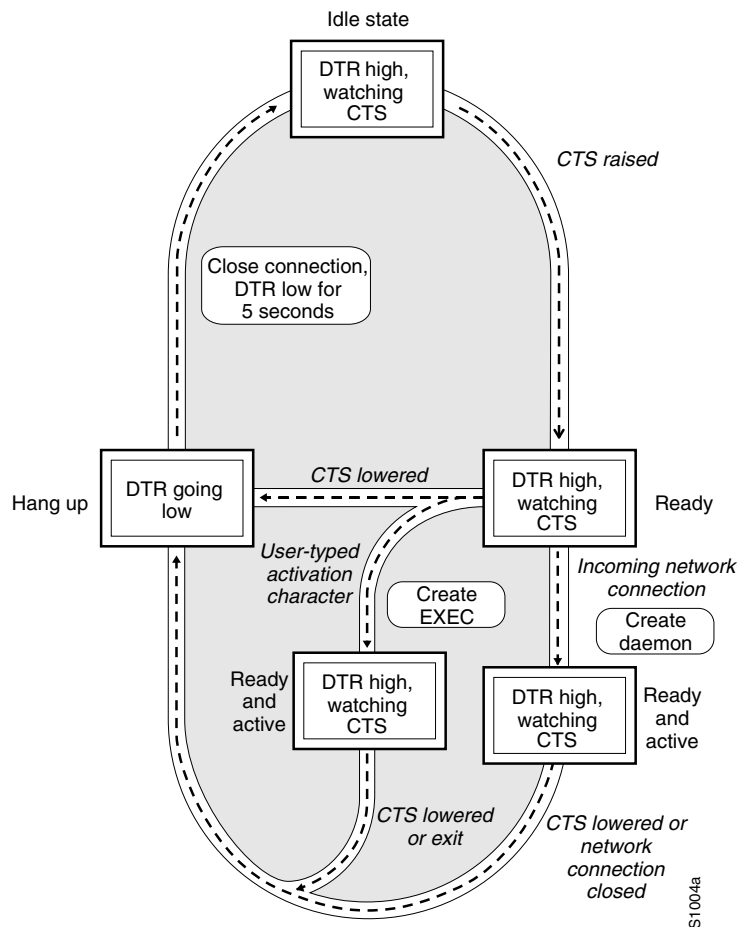 Idle state
DTR high,
watching
CTS
CTS raised
Close connection,
DTR low for
5 seconds
Hang up
DTR going
low
CTS lowered
DTR high,
watching
CTS
Ready
User-typed
activation
character
Create
EXEC
Incoming network
connection
Create
daemon
Ready
and
active
DTR high,
watching
CTS
DTR high,
watching
CTS
Ready
and
active
CTS lowered
or exit
CTS lowered or
network
connection
closed
S1004a